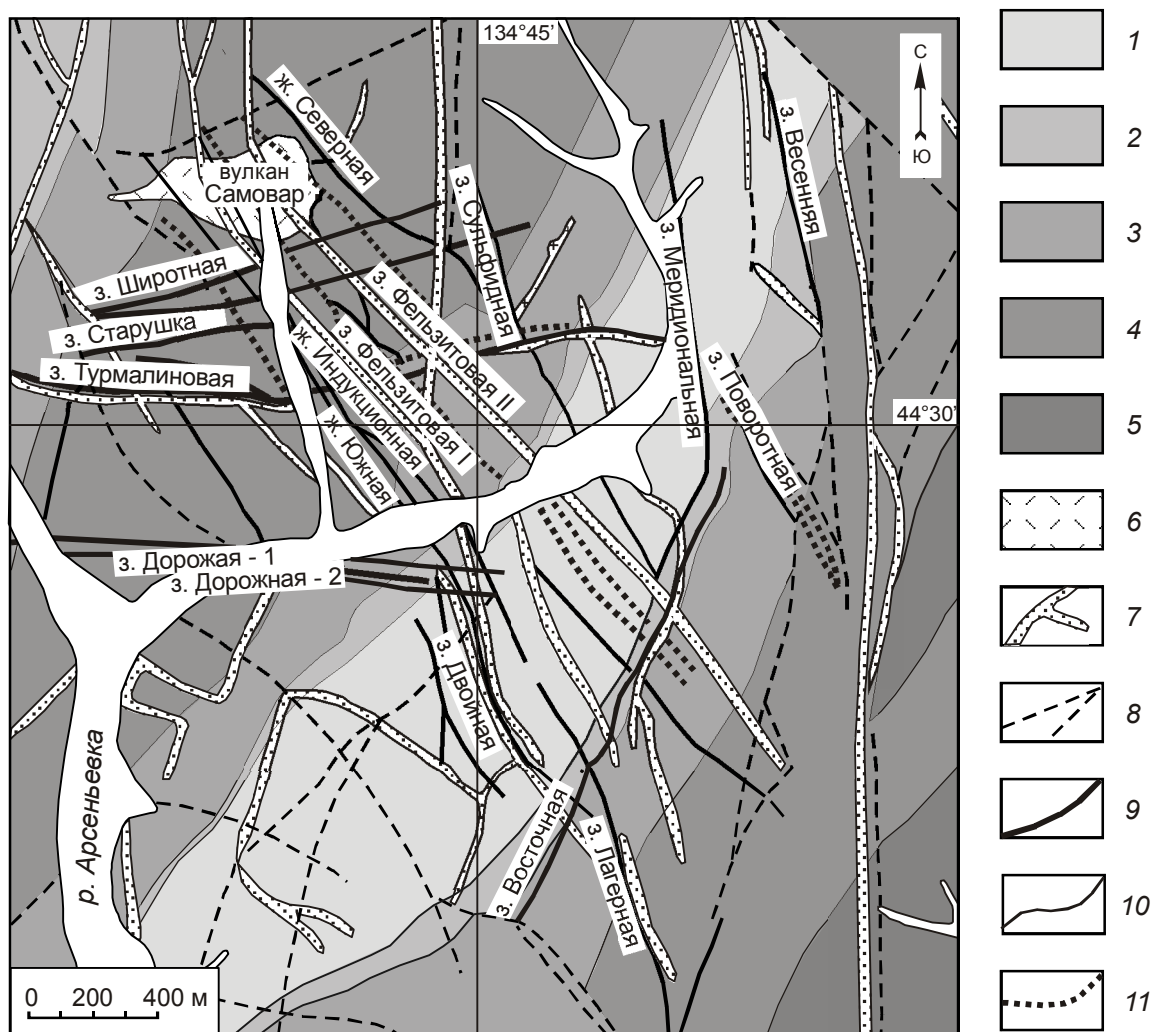 134°45'
С
Ю
ж. Северная
з. Весенняя
вулкан
Самовар
з. Сульфидная
з. Меридиональная
з. Широтная
з. Фельзитовая II
з. Старушка
з. Фельзитовая I
з. Турмалиновая
ж. Индукционная
з. Поворотная
44°30'
ж. Южная
з. Дорожая - 1
з. Дорожная - 2
з. Двойная
р. Арсеньевка
з. Восточная
з. Лагерная
0 200 400 м
1
2
3
4
5
6
7
8
9
10
11